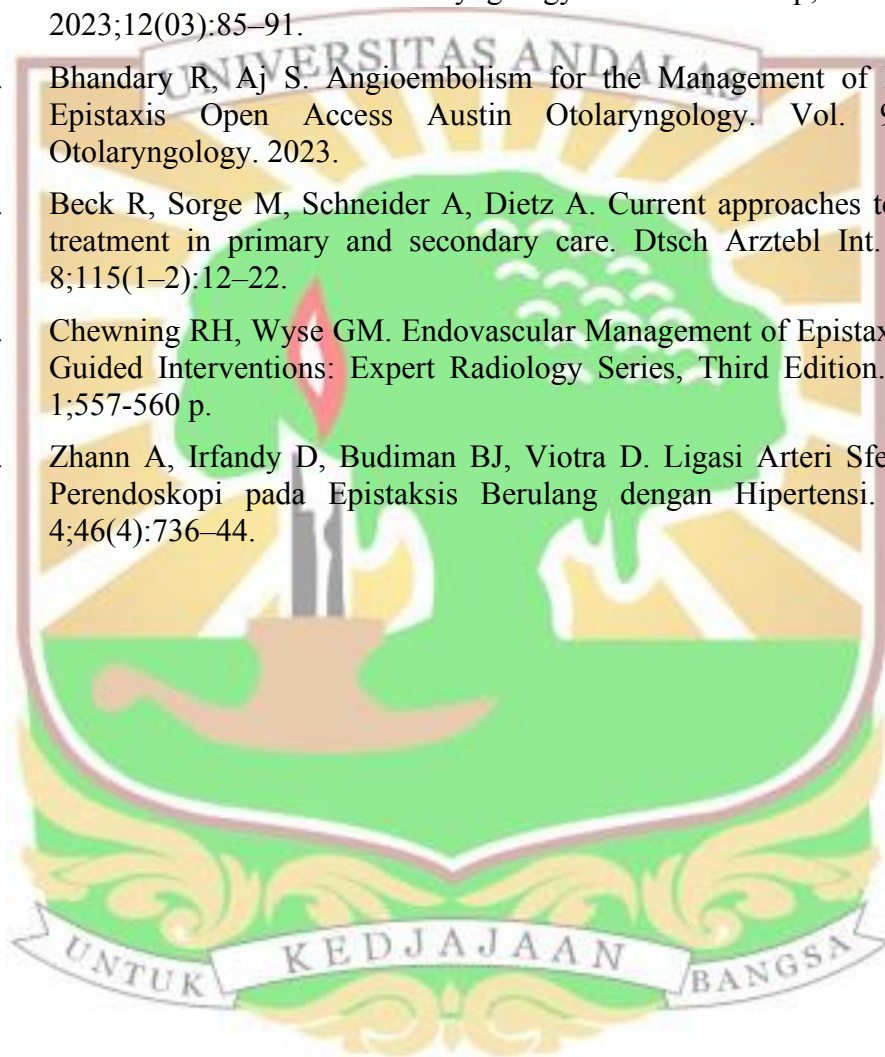 2023;12(03):85–91.
UNIVERSITAS ANDALAS
Bhandary R, Aj S. Angioembolism for the Management of
Epistaxis Open Access Austin Otolaryngology. Vol. 9
Otolaryngology. 2023.
Beck R, Sorge M, Schneider A, Dietz A. Current approaches to
treatment in primary and secondary care. Dtsch Arztebl Int.
8;115(1–2):12–22.
Chewning RH, Wyse GM. Endovascular Management of
Guided Interventions: Expert Radiology Series, Third Edition.
1;557-560 p.
Zhann A, Irfandy D, Budiman BJ, Viotra D. Ligasi Arteri
Perendoskopi pada Epistaksis Berulang dengan Hipertensi.
4;46(4):736–44.
UNTUK KEDJAJAAN BANGSA